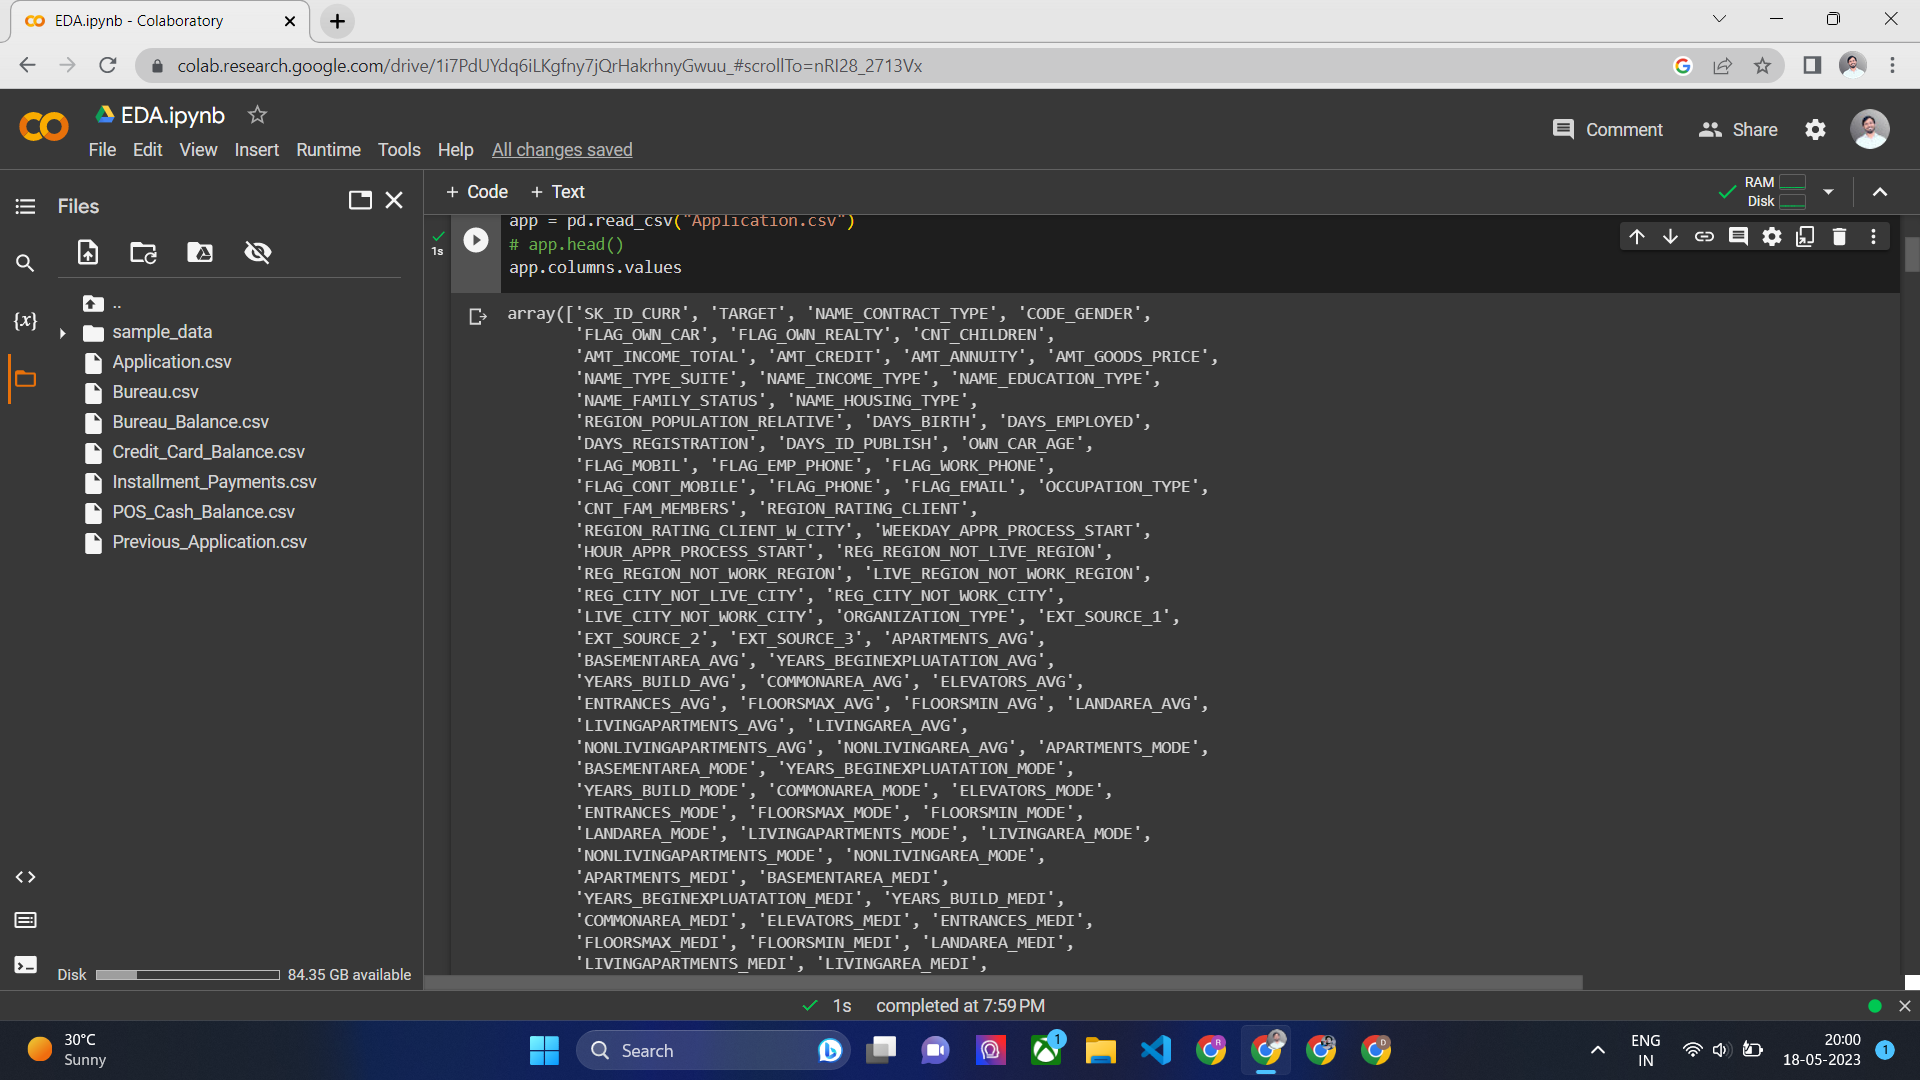 EDA.ipynb - Colaboratory
colab.research.google.com/drive/1i7PdUYdq6iLKgfny7jQrHakrhnyGwuu_#scrollTo=nRI28_2713Vx
EDA.ipynb
File Edit View Insert Runtime Tools Help All changes saved
Comment Share
Files
+ Code + Text
RAM
Disk
..
sample_data
Application.csv
Bureau.csv
Bureau_Balance.csv
Credit_Card_Balance.csv
Installment_Payments.csv
POS_Cash_Balance.csv
Previous_Application.csv
{x}
Disk 84.35 GB available
1s
app = pd.read_csv("Application.csv")
# app.head()
app.columns.values
array(['SK_ID_CURR', 'TARGET', 'NAME_CONTRACT_TYPE', 'CODE_GENDER',
'FLAG_OWN_CAR', 'FLAG_OWN_REALTY', 'CNT_CHILDREN',
'AMT_INCOME_TOTAL', 'AMT_CREDIT', 'AMT_ANNUITY', 'AMT_GOODS_PRICE',
'NAME_TYPE_SUITE', 'NAME_INCOME_TYPE', 'NAME_EDUCATION_TYPE',
'NAME_FAMILY_STATUS', 'NAME_HOUSING_TYPE',
'REGION_POPULATION_RELATIVE', 'DAYS_BIRTH', 'DAYS_EMPLOYED',
'DAYS_REGISTRATION', 'DAYS_ID_PUBLISH', 'OWN_CAR_AGE',
'FLAG_MOBIL', 'FLAG_EMP_PHONE', 'FLAG_WORK_PHONE',
'FLAG_CONT_MOBILE', 'FLAG_PHONE', 'FLAG_EMAIL', 'OCCUPATION_TYPE',
'CNT_FAM_MEMBERS', 'REGION_RATING_CLIENT',
'REGION_RATING_CLIENT_W_CITY', 'WEEKDAY_APPR_PROCESS_START',
'HOUR_APPR_PROCESS_START', 'REG_REGION_NOT_LIVE_REGION',
'REG_REGION_NOT_WORK_REGION', 'LIVE_REGION_NOT_WORK_REGION',
'REG_CITY_NOT_LIVE_CITY', 'REG_CITY_NOT_WORK_CITY',
'LIVE_CITY_NOT_WORK_CITY', 'ORGANIZATION_TYPE', 'EXT_SOURCE_1',
'EXT_SOURCE_2', 'EXT_SOURCE_3', 'APARTMENTS_AVG',
'BASEMENTAREA_AVG', 'YEARS_BEGINEXPLUATATION_AVG',
'YEARS_BUILD_AVG', 'COMMONAREA_AVG', 'ELEVATORS_AVG',
'ENTRANCES_AVG', 'FLOORSMAX_AVG', 'FLOORSMIN_AVG', 'LANDAREA_AVG',
'LIVINGAPARTMENTS_AVG', 'LIVINGAREA_AVG',
'NONLIVINGAPARTMENTS_AVG', 'NONLIVINGAREA_AVG', 'APARTMENTS_MODE',
'BASEMENTAREA_MODE', 'YEARS_BEGINEXPLUATATION_MODE',
'YEARS_BUILD_MODE', 'COMMONAREA_MODE', 'ELEVATORS_MODE',
'ENTRANCES_MODE', 'FLOORSMAX_MODE', 'FLOORSMIN_MODE',
'LANDAREA_MODE', 'LIVINGAPARTMENTS_MODE', 'LIVINGAREA_MODE',
'NONLIVINGAPARTMENTS_MODE', 'NONLIVINGAREA_MODE',
'APARTMENTS_MEDI', 'BASEMENTAREA_MEDI',
'YEARS_BEGINEXPLUATATION_MEDI', 'YEARS_BUILD_MEDI',
'COMMONAREA_MEDI', 'ELEVATORS_MEDI', 'ENTRANCES_MEDI',
'FLOORSMAX_MEDI', 'FLOORSMIN_MEDI', 'LANDAREA_MEDI',
'LIVINGAPARTMENTS_MEDI', 'LIVINGAREA_MEDI',
1s completed at 7:59 PM
30°C
Sunny
Search
1
R
D
ENG
IN
20:00
18-05-2023
1